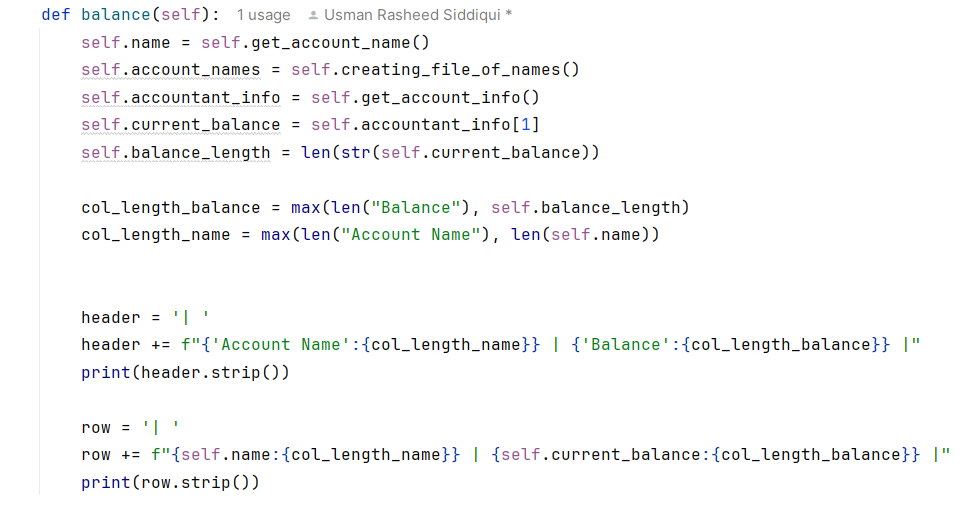 def balance(self): 1 usage Usman Rasheed Siddiqui *
    self.name = self.get_account_name()
    self.account_names = self.creating_file_of_names()
    self.accountant_info = self.get_account_info()
    self.current_balance = self.accountant_info[1]
    self.balance_length = len(str(self.current_balance))

    col_length_balance = max(len("Balance"), self.balance_length)
    col_length_name = max(len("Account Name"), len(self.name))

    header = '| '
    header += f"{'Account Name':{col_length_name}} | {'Balance':{col_length_balance}} |"
    print(header.strip())

    row = '| '
    row += f"{self.name:{col_length_name}} | {self.current_balance:{col_length_balance}} |"
    print(row.strip())